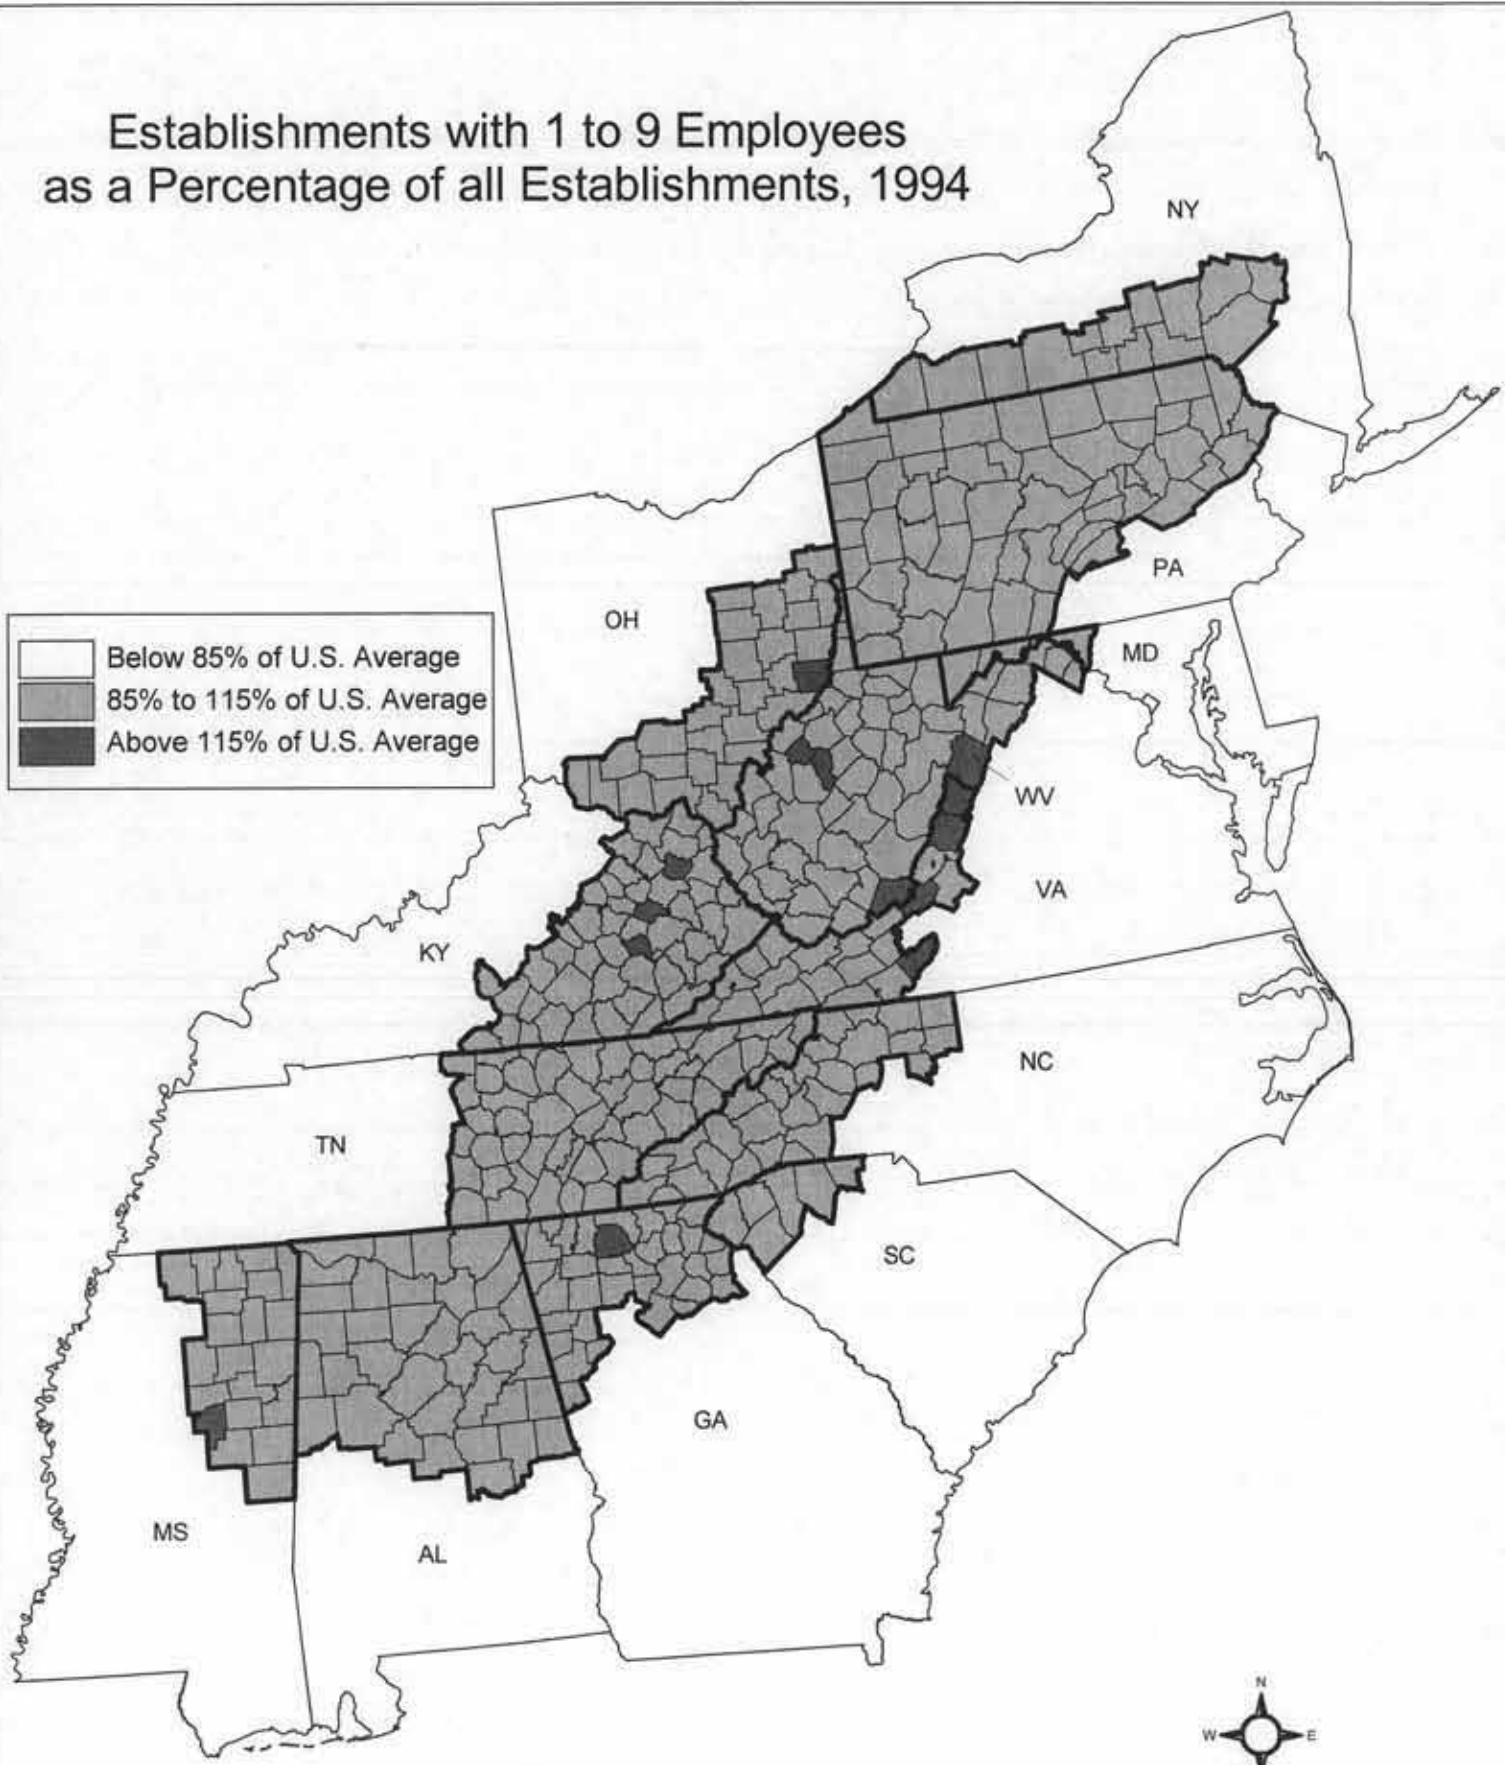 Establishments with 1 to 9 Employees
as a Percentage of all Establishments, 1994
NY
PA
OH
MD
Below 85% of U.S. Average
85% to 115% of U.S. Average
Above 115% of U.S. Average
WV
VA
KY
NC
TN
SC
GA
MS
AL
N
W
E